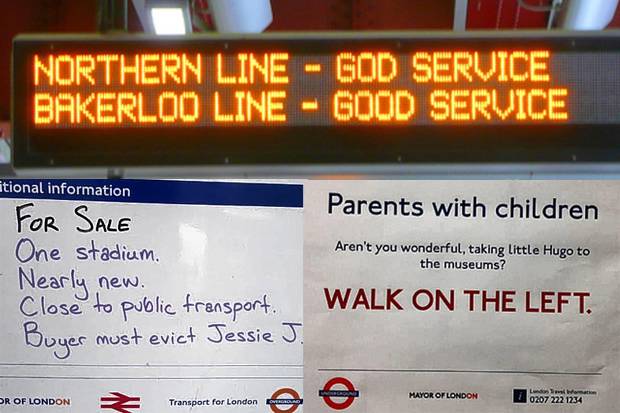 NORTHERN LINE - GOD SERVICE
BAKERLOO LINE - GOOD SERVICE
itional information
FOR SALE
One stadium.
Nearly new.
Close to public transport.
Buyer must evict Jessie J.
OR OF LONDON
Transport for London
OVERGROUND
Parents with children
Aren't you wonderful, taking little Hugo to
the museums?
WALK ON THE LEFT.
UNDERGROUND
MAYOR OF LONDON
i
London Travel Information
0207 222 1234